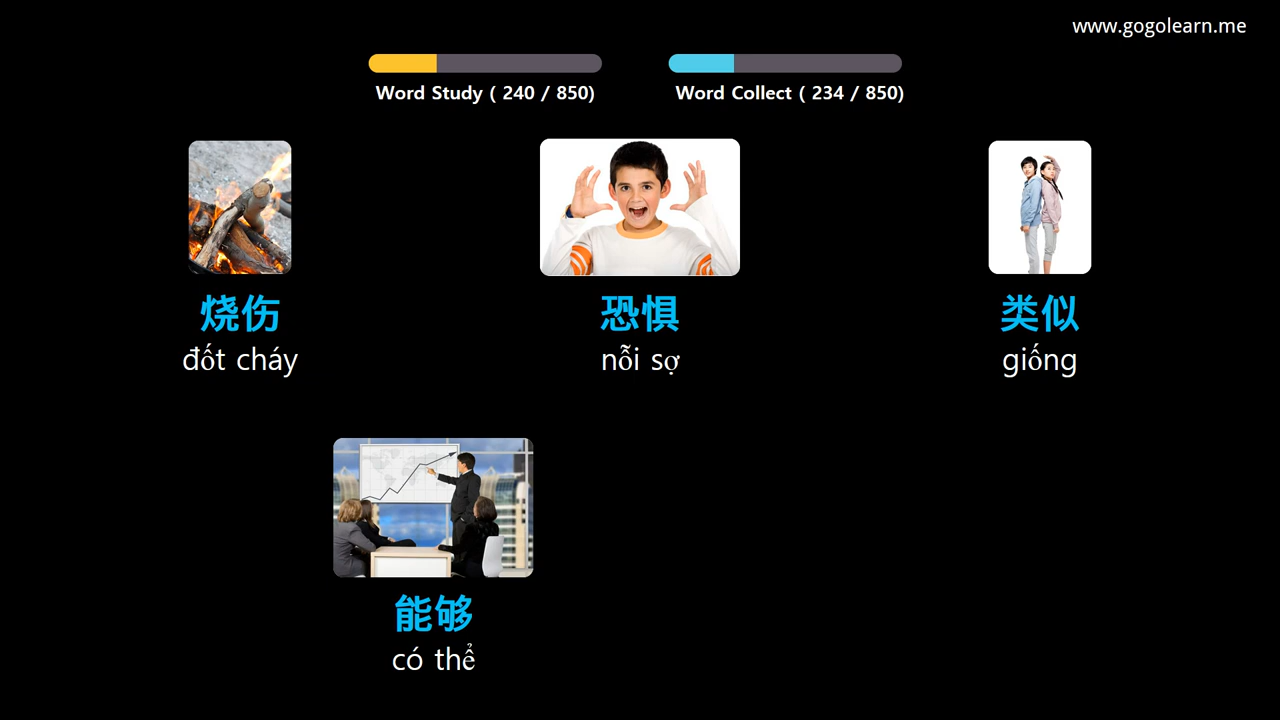 www.gogolearn.me
Word Study ( 240 / 850)
Word Collect ( 234 / 850)
烧伤
đốt cháy
恐惧
nỗi sợ
类似
giống
能够
có thể